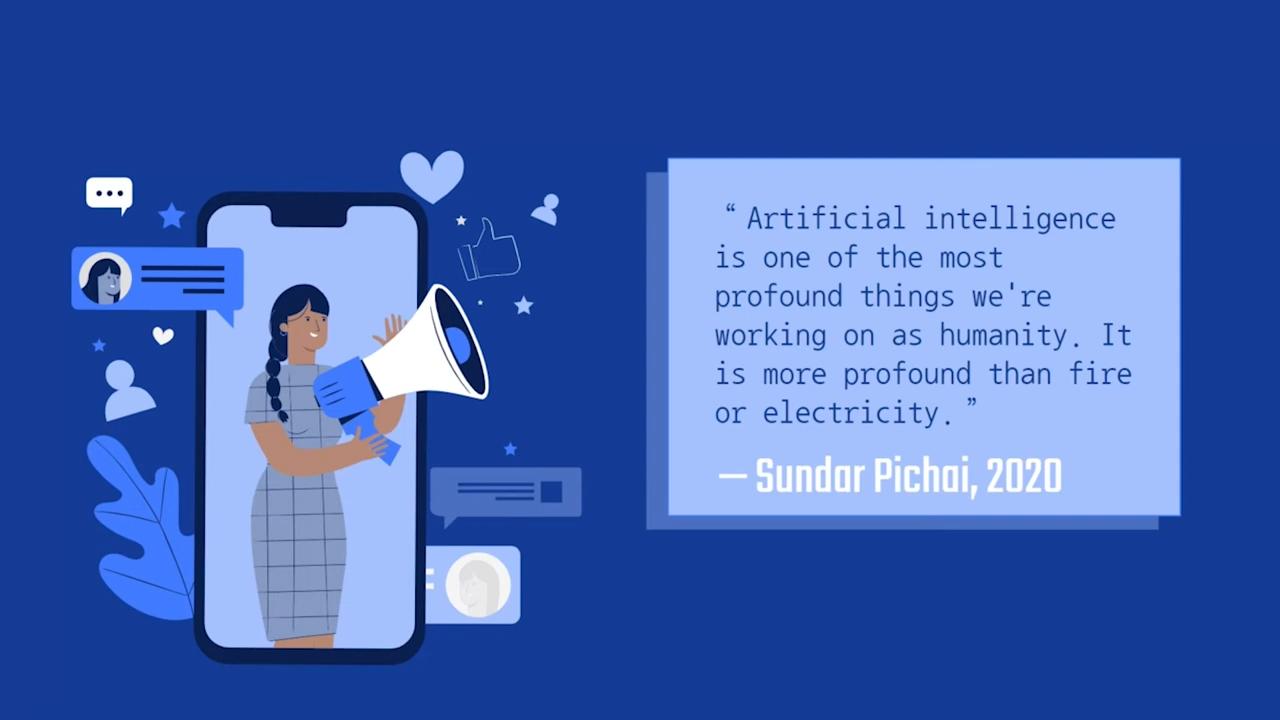 “ Artificial intelligence
is one of the most
profound things we're
working on as humanity. It
is more profound than fire
or electricity. ”
— Sundar Pichai, 2020